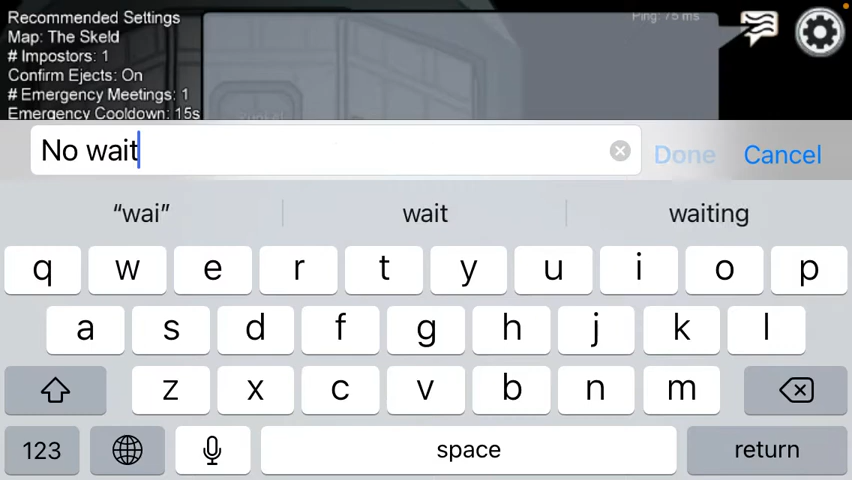 Recommended Settings
Map: The Skeld
# Impostors: 1
Confirm Ejects: On
# Emergency Meetings: 1
Emergency Cooldown: 15s
Ping: 75 ms
No wait
Done
Cancel
“wai”
wait
waiting
q w e r t y u i o p
a s d f g h j k l
z x c v b n m
123
space
return